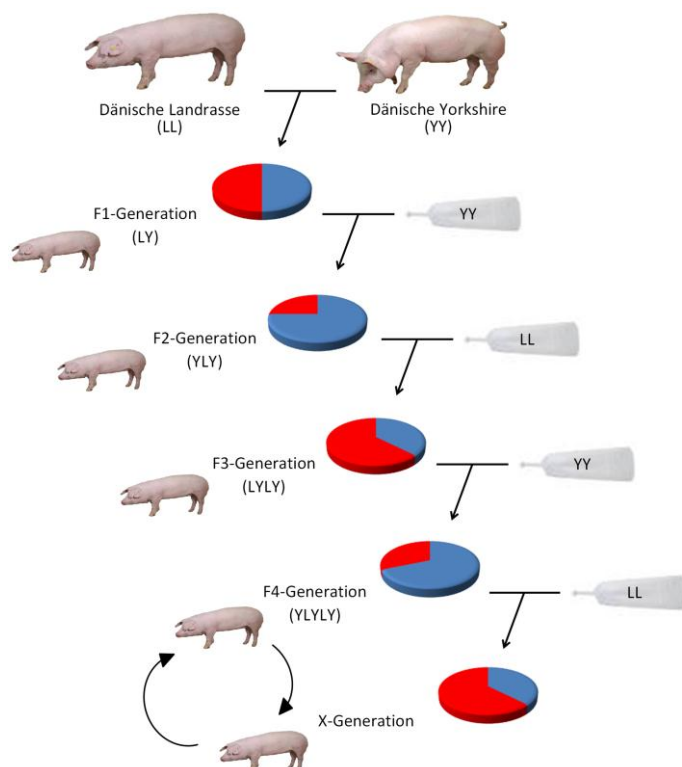 Dänische Landrasse
(LL)
Dänische Yorkshire
(YY)
F1-Generation
(LY)
YY
F2-Generation
(YLY)
LL
F3-Generation
(LYLY)
YY
F4-Generation
(YLYLY)
LL
X-Generation